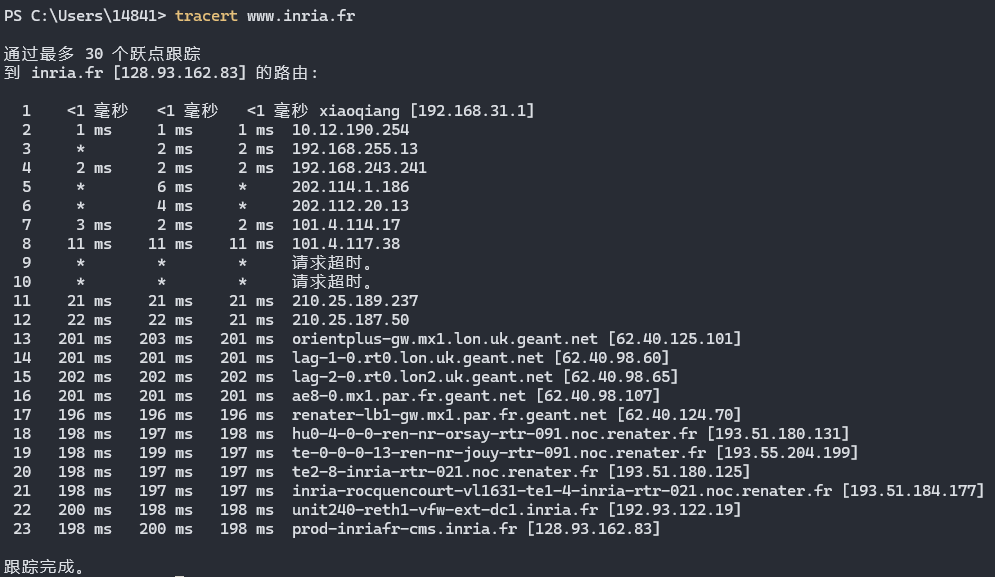 PS C:\Users\14841> tracert www.inria.fr
通过最多 30 个跃点跟踪
到 inria.fr [128.93.162.83] 的路由:
1 <1 毫秒 <1 毫秒 <1 毫秒 xiaoqiang [192.168.31.1]
2 1 ms 1 ms 1 ms 10.12.190.254
3 * 2 ms 2 ms 192.168.255.13
4 2 ms 2 ms 2 ms 192.168.243.241
5 * 6 ms * 202.114.1.186
6 * 4 ms * 202.112.20.13
7 3 ms 2 ms 2 ms 101.4.114.17
8 11 ms 11 ms 11 ms 101.4.117.38
9 * * * 请求超时。
10 * * * 请求超时。
11 21 ms 21 ms 21 ms 210.25.189.237
12 22 ms 22 ms 21 ms 210.25.187.50
13 201 ms 203 ms 201 ms orientplus-gw.mx1.lon.uk.geant.net [62.40.125.101]
14 201 ms 201 ms 201 ms lag-1-0.rt0.lon.uk.geant.net [62.40.98.60]
15 202 ms 202 ms 202 ms lag-2-0.rt0.lon2.uk.geant.net [62.40.98.65]
16 201 ms 201 ms 201 ms ae8-0.mx1.par.fr.geant.net [62.40.98.107]
17 196 ms 196 ms 196 ms renater-lb1-gw.mx1.par.fr.geant.net [62.40.124.70]
18 198 ms 197 ms 198 ms hu0-4-0-0-ren-nr-orsay-rtr-091.noc.renater.fr [193.51.180.131]
19 198 ms 199 ms 197 ms te-0-0-0-13-ren-nr-jouy-rtr-091.noc.renater.fr [193.55.204.199]
20 198 ms 197 ms 197 ms te2-8-inria-rtr-021.noc.renater.fr [193.51.180.125]
21 198 ms 197 ms 197 ms inria-rocquencourt-vl1631-te1-4-inria-rtr-021.noc.renater.fr [193.51.184.177]
22 200 ms 198 ms 198 ms unit240-reth1-vfw-ext-dc1.inria.fr [192.93.122.19]
23 198 ms 200 ms 198 ms prod-inriafr-cms.inria.fr [128.93.162.83]
跟踪完成。